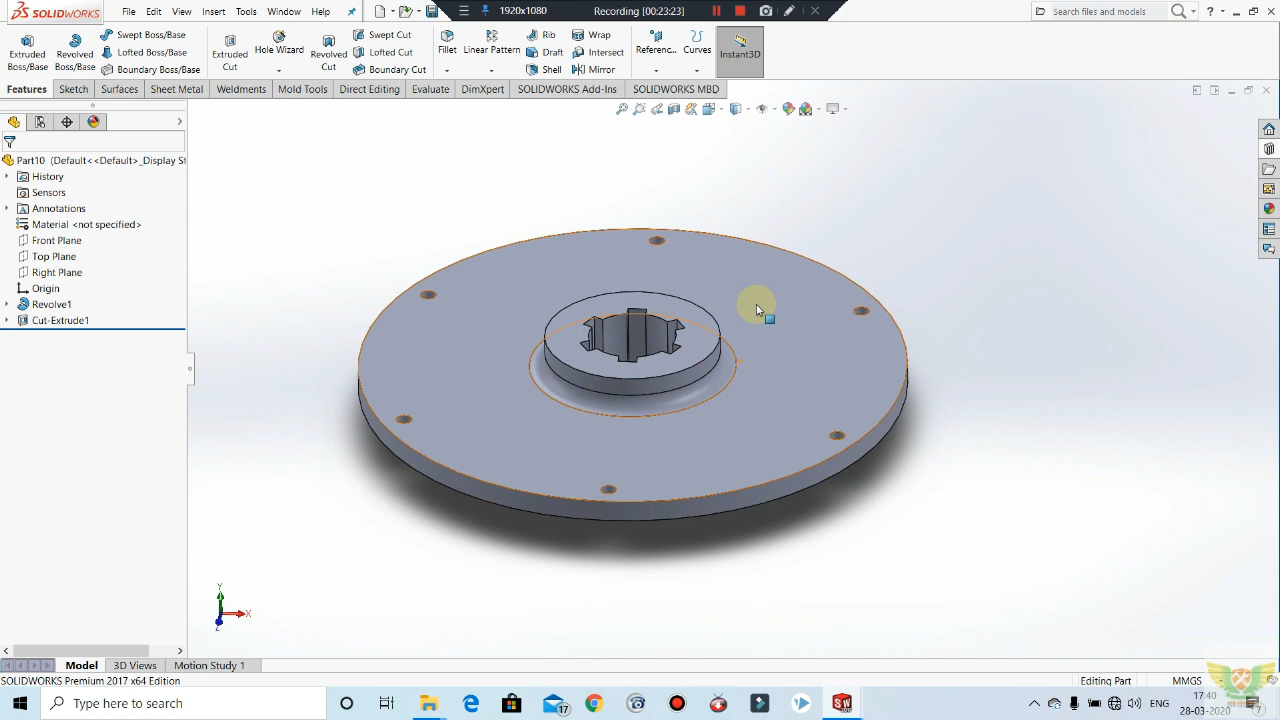 SOLIDWORKS
File Edit View Insert Tools Window Help
1920x1080 Recording [00:23:23]
search files and models
Extruded Boss/Base
Revolved Boss/Base
Swept Boss/Base
Lofted Boss/Base
Boundary Boss/Base
Extruded Cut
Hole Wizard
Revolved Cut
Swept Cut
Lofted Cut
Boundary Cut
Fillet
Linear Pattern
Rib
Draft
Shell
Wrap
Intersect
Mirror
Referenc...
Curves
Instant3D
Features Sketch Surfaces Sheet Metal Weldments Mold Tools Direct Editing Evaluate DimXpert SOLIDWORKS Add-Ins SOLIDWORKS MBD
Part10 (Default<<Default>_Display St
History
Sensors
Annotations
Material <not specified>
Front Plane
Top Plane
Right Plane
Origin
Revolve1
Cut-Extrude1
Y
X
Z
Model 3D Views Motion Study 1
SOLIDWORKS Premium 2017 x64 Edition
Editing Part MMGS
Type here to search
17
ENG
17:40
28-03-2020
7